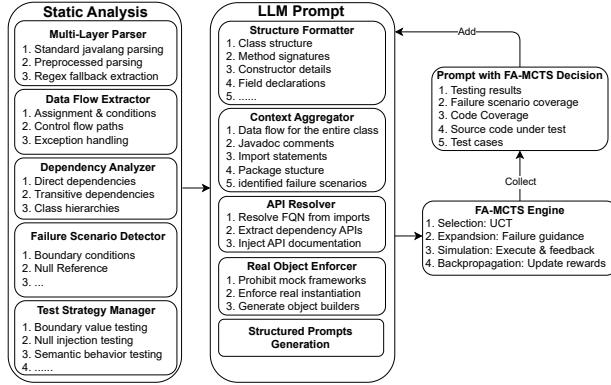 Static Analysis
Multi-Layer Parser
1. Standard javalang parsing
2. Preprocessed parsing
3. Regex fallback extraction
Data Flow Extractor
1. Assignment & conditions
2. Control flow paths
3. Exception handling
Dependency Analyzer
1. Direct dependencies
2. Transitive dependencies
3. Class hierarchies
Failure Scenario Detector
1. Boundary conditions
2. Null Reference
3. ...
Test Strategy Manager
1. Boundary value testing
2. Null injection testing
3. Semantic behavior testing
4. ......
LLM Prompt
Structure Formatter
1. Class structure
2. Method signatures
3. Constructor details
4. Field declarations
5. ......
Context Aggregator
1. Data flow for the entire class
2. Javadoc comments
3. Import statements
4. Package stucture
5. identified failure scenarios
API Resolver
1. Resolve FQN from imports
2. Extract dependency APIs
3. Inject API documentation
Real Object Enforcer
1. Prohibit mock frameworks
2. Enforce real instantiation
3. Generate object builders
Structured Prompts
Generation
Add
Prompt with FA-MCTS Decision
1. Testing results
2. Failure scenario coverage
3. Code Coverage
4. Source code under test
5. Test cases
Collect
FA-MCTS Engine
1. Selection: UCT
2. Expandsion: Failure guidance
3. Simulation: Execute & feedback
4. Backpropagation: Update rewards